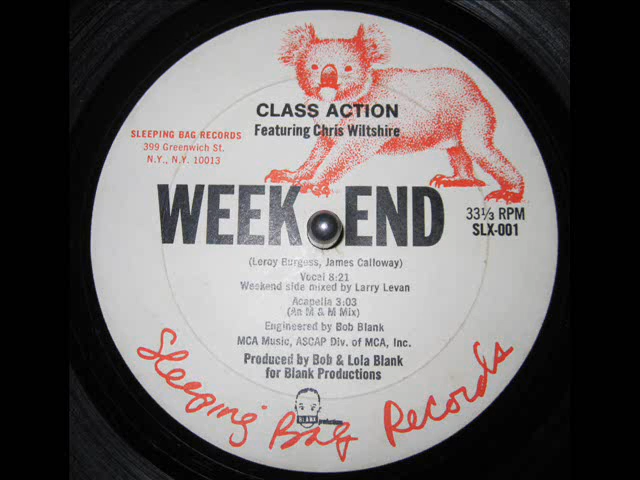 CLASS ACTION
Featuring Chris Wiltshire
SLEEPING BAG RECORDS
399 Greenwich St.
N.Y., N.Y. 10013
WEEKEND
33⅓ RPM
SLX-001
(Leroy Burgess, James Calloway)
Vocal 8:21
Weekend side mixed by Larry Levan
Acapella 3:03
(An M & M Mix)
Engineered by Bob Blank
MCA Music, ASCAP Div. of MCA, Inc.
Produced by Bob & Lola Blank
for Blank Productions
BLANK productions
Sleeping Bag Records